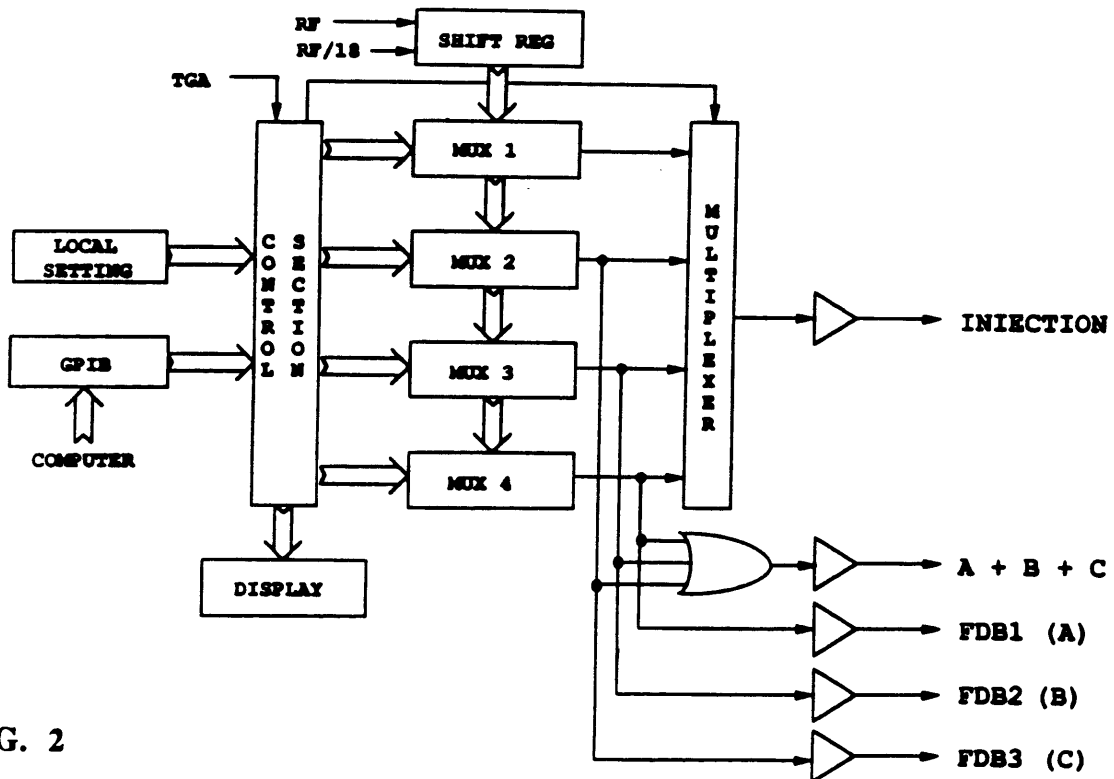 RF
RF/18
SHIFT REG
TGA
MUX 1
MUX 2
MUX 3
MUX 4
CONTROL
SECTION
MULTIPLEXER
LOCAL
SETTING
GPIB
COMPUTER
DISPLAY
INIECTION
A + B + C
FDB1 (A)
FDB2 (B)
FDB3 (C)
G. 2